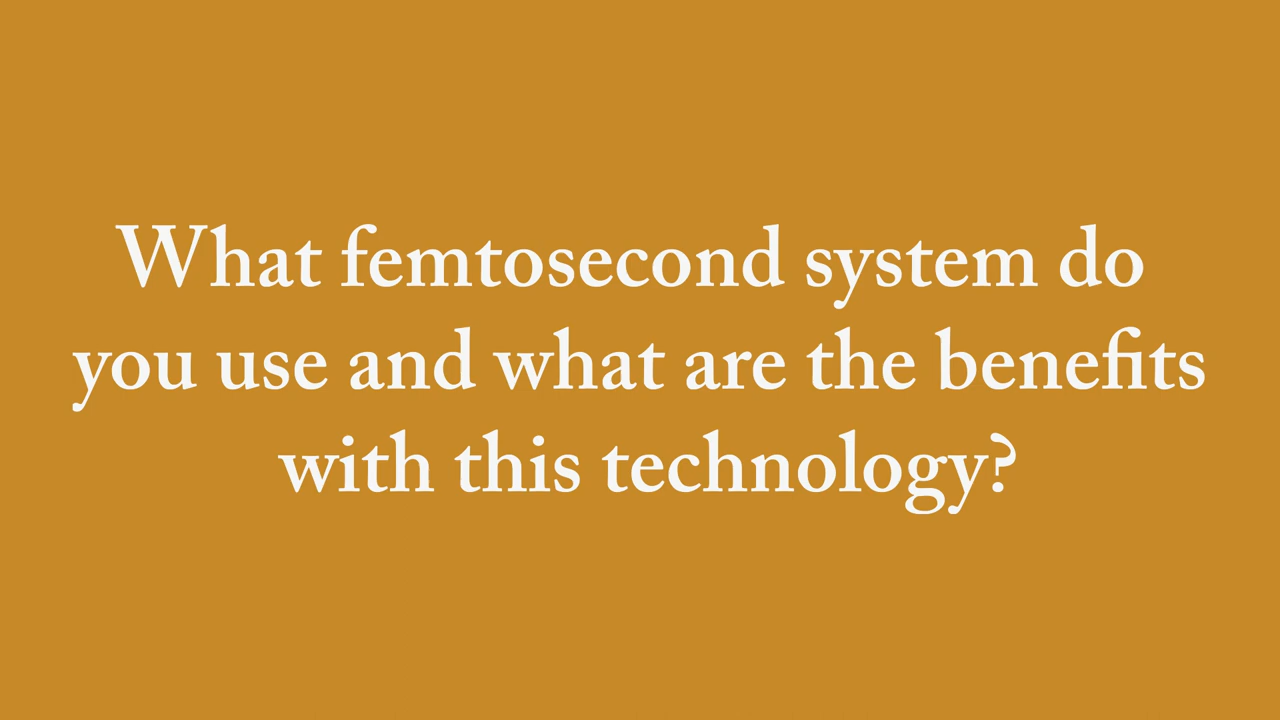 What femtosecond system do
you use and what are the benefits
with this technology?